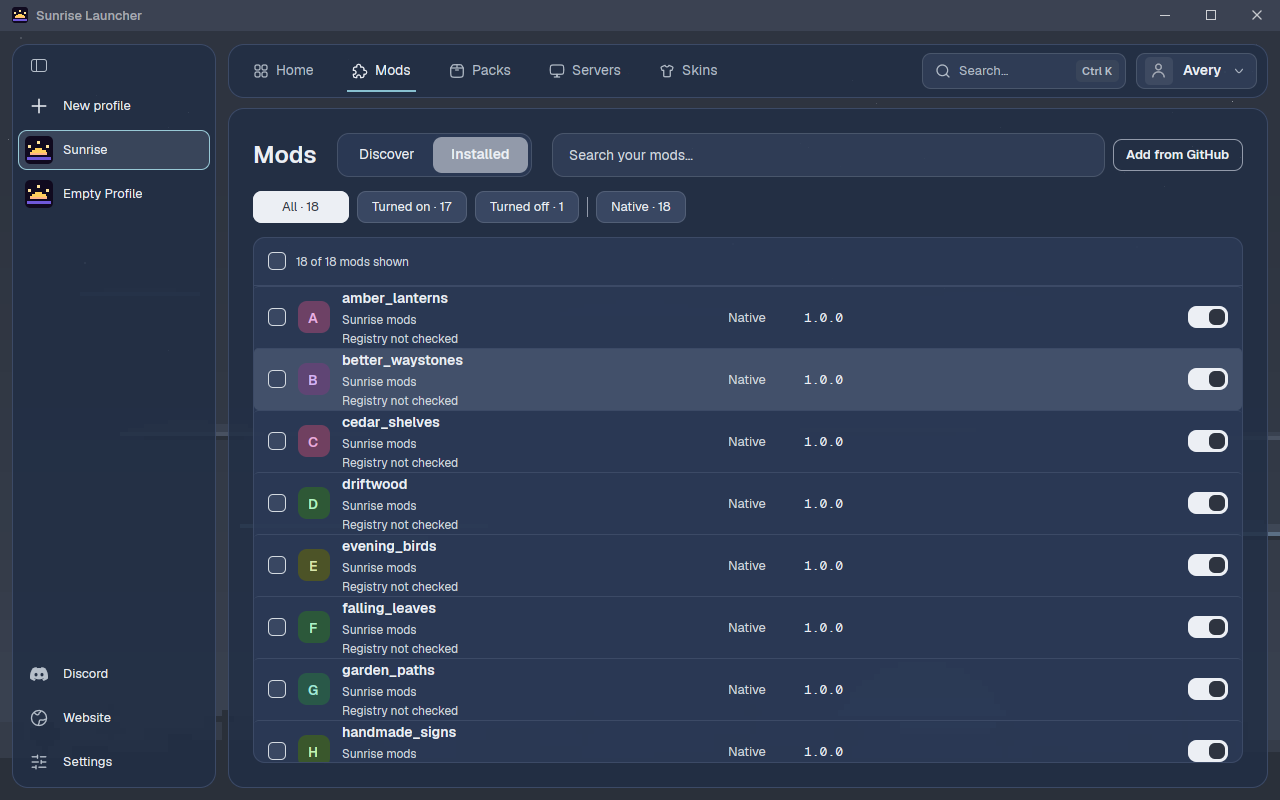 Sunrise Launcher
Home
Mods
Packs
Servers
Skins
Search...
Ctrl K
Avery
New profile
Sunrise
Empty Profile
Discord
Website
Settings
Mods
Discover
Installed
Search your mods...
Add from GitHub
All · 18
Turned on · 17
Turned off · 1
Native · 18
18 of 18 mods shown
A
amber_lanterns
Sunrise mods
Registry not checked
Native
1.0.0
B
better_waystones
Sunrise mods
Registry not checked
Native
1.0.0
C
cedar_shelves
Sunrise mods
Registry not checked
Native
1.0.0
D
driftwood
Sunrise mods
Registry not checked
Native
1.0.0
E
evening_birds
Sunrise mods
Registry not checked
Native
1.0.0
F
falling_leaves
Sunrise mods
Registry not checked
Native
1.0.0
G
garden_paths
Sunrise mods
Registry not checked
Native
1.0.0
H
handmade_signs
Sunrise mods
Native
1.0.0